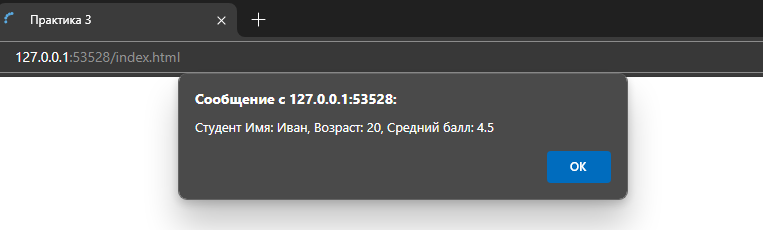 Практика 3
127.0.0.1:53528/index.html
Сообщение с 127.0.0.1:53528:
Студент Имя: Иван, Возраст: 20, Средний балл: 4.5
ОК